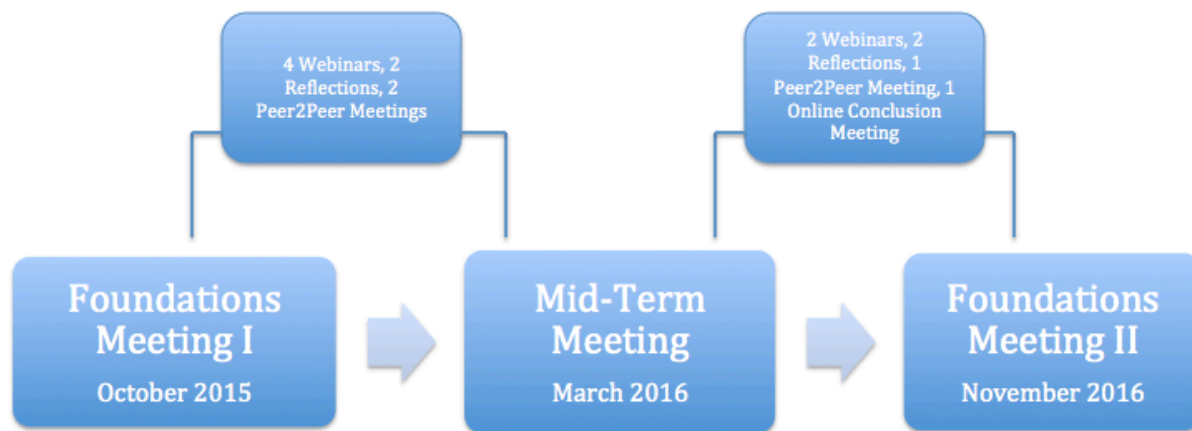 4 Webinars, 2
Reflections, 2
Peer2Peer Meetings
2 Webinars, 2
Reflections, 1
Peer2Peer Meeting, 1
Online Conclusion
Meeting
Foundations
Meeting I
October 2015
Mid-Term
Meeting
March 2016
Foundations
Meeting II
November 2016